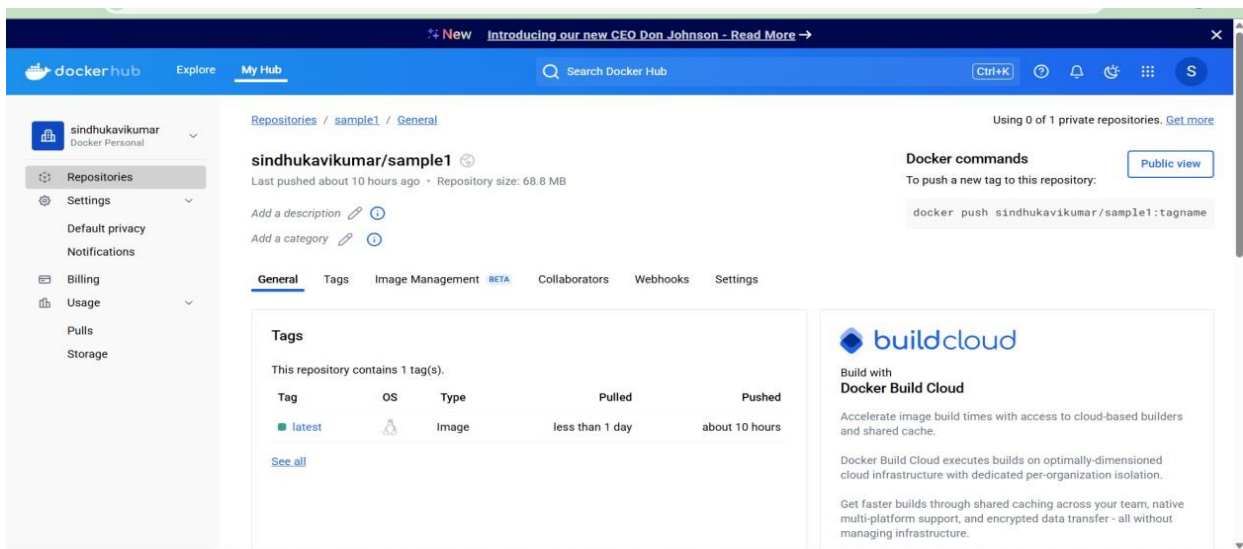 New Introducing our new CEO Don Johnson - Read More →
dockerhub Explore My Hub Search Docker Hub Ctrl+K S
sindhukavikumar
Docker Personal
Repositories
Settings
Default privacy
Notifications
Billing
Usage
Pulls
Storage
Repositories / sample1 / General
Using 0 of 1 private repositories. Get more
sindhukavikumar/sample1
Last pushed about 10 hours ago · Repository size: 68.8 MB
Add a description
Add a category
Docker commands
Public view
To push a new tag to this repository:
docker push sindhukavikumar/sample1:tagname
General Tags Image Management BETA Collaborators Webhooks Settings
Tags
This repository contains 1 tag(s).
Tag OS Type Pulled Pushed
latest Image less than 1 day about 10 hours
See all
buildcloud
Build with
Docker Build Cloud
Accelerate image build times with access to cloud-based builders
and shared cache.
Docker Build Cloud executes builds on optimally-dimensioned
cloud infrastructure with dedicated per-organization isolation.
Get faster builds through shared caching across your team, native
multi-platform support, and encrypted data transfer - all without
managing infrastructure.